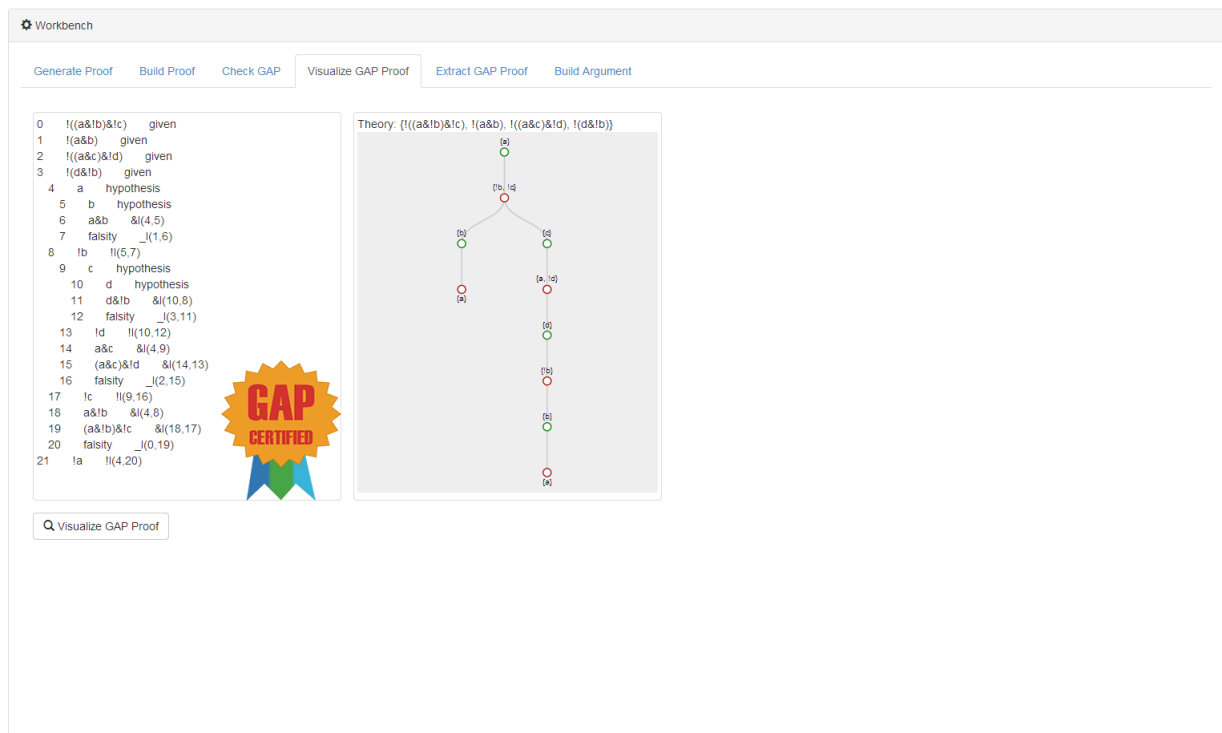 Workbench
Generate Proof Build Proof Check GAP Visualize GAP Proof Extract GAP Proof Build Argument
0 !((a&!b)&!c) given
1 !(a&b) given
2 !((a&c)&!d) given
3 !(d&!b) given
4 a hypothesis
5 b hypothesis
6 a&b &I(4,5)
7 falsity _I(1,6)
8 !b !I(5,7)
9 c hypothesis
10 d hypothesis
11 d&!b &I(10,8)
12 falsity _I(3,11)
13 !d !I(10,12)
14 a&c &I(4,9)
15 (a&c)&!d &I(14,13)
16 falsity _I(2,15)
17 !c !I(9,16)
18 a&!b &I(4,8)
19 (a&!b)&!c &I(18,17)
20 falsity _I(0,19)
21 !a !I(4,20)
GAP
CERTIFIED
Theory: {!((a&!b)&!c), !(a&b), !((a&c)&!d), !(d&!b)}
{a}
{!b, !c}
{b} {c}
{a, !d}
{a}
{d}
{!b}
{b}
{a}
Visualize GAP Proof